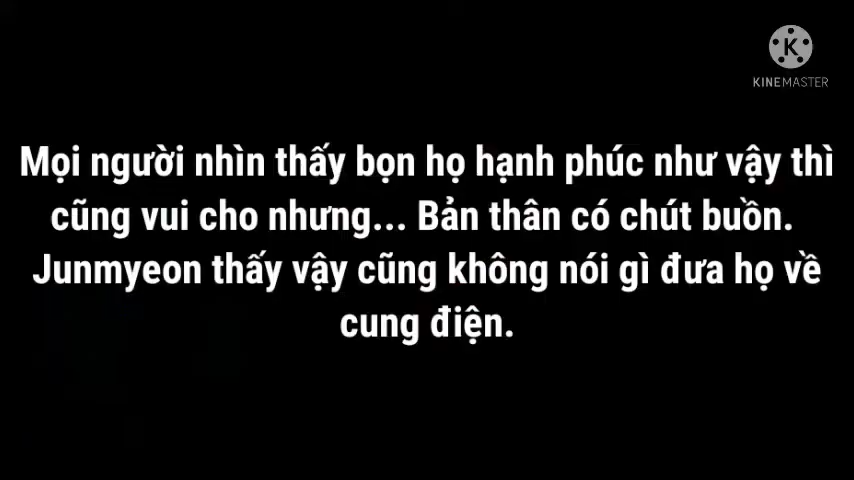 KINEMASTER
Mọi người nhìn thấy bọn họ hạnh phúc như vậy thì
cũng vui cho nhưng... Bản thân có chút buồn.
Junmyeon thấy vậy cũng không nói gì đưa họ về
cung điện.